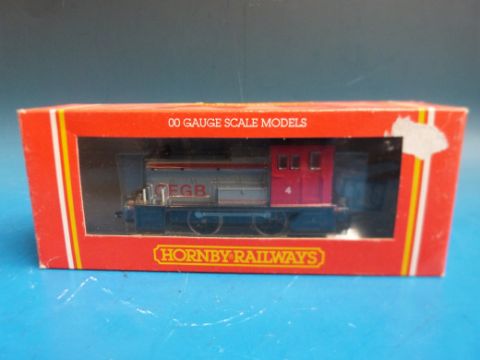 00 GAUGE SCALE MODELS
CEGB
4
HORNBY RAILWAYS